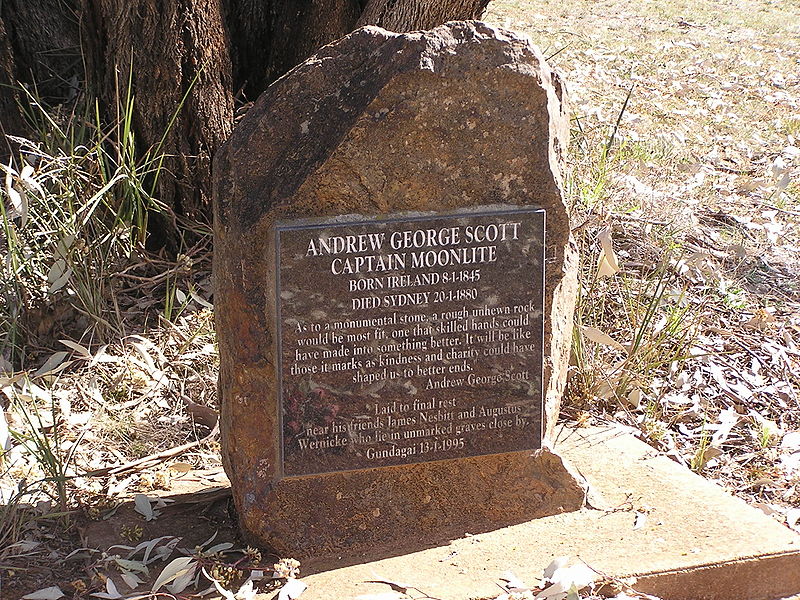 ANDREW GEORGE SCOTT
CAPTAIN MOONLITE
BORN IRELAND 8-1-1845
DIED SYDNEY 20-1-1880
As to a monumental stone, a rough unhewn rock
would be most fit, one that skilled hands could
have made into something better. It will be like
those it marks as kindness and charity could have
shaped us to better ends.
Andrew George Scott
Laid to final rest
near his friends James Nesbitt and Augustus
Wernicke who lie in unmarked graves close by.
Gundagai 13-1-1995